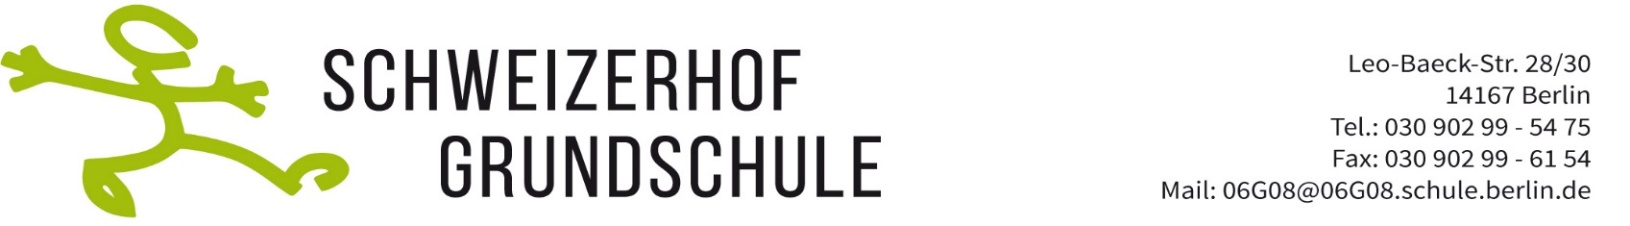 SCHWEIZERHOF
GRUNDSCHULE
Leo-Baeck-Str. 28/30
14167 Berlin
Tel.: 030 902 99 - 54 75
Fax: 030 902 99 - 61 54
Mail: 06G08@06G08.schule.berlin.de